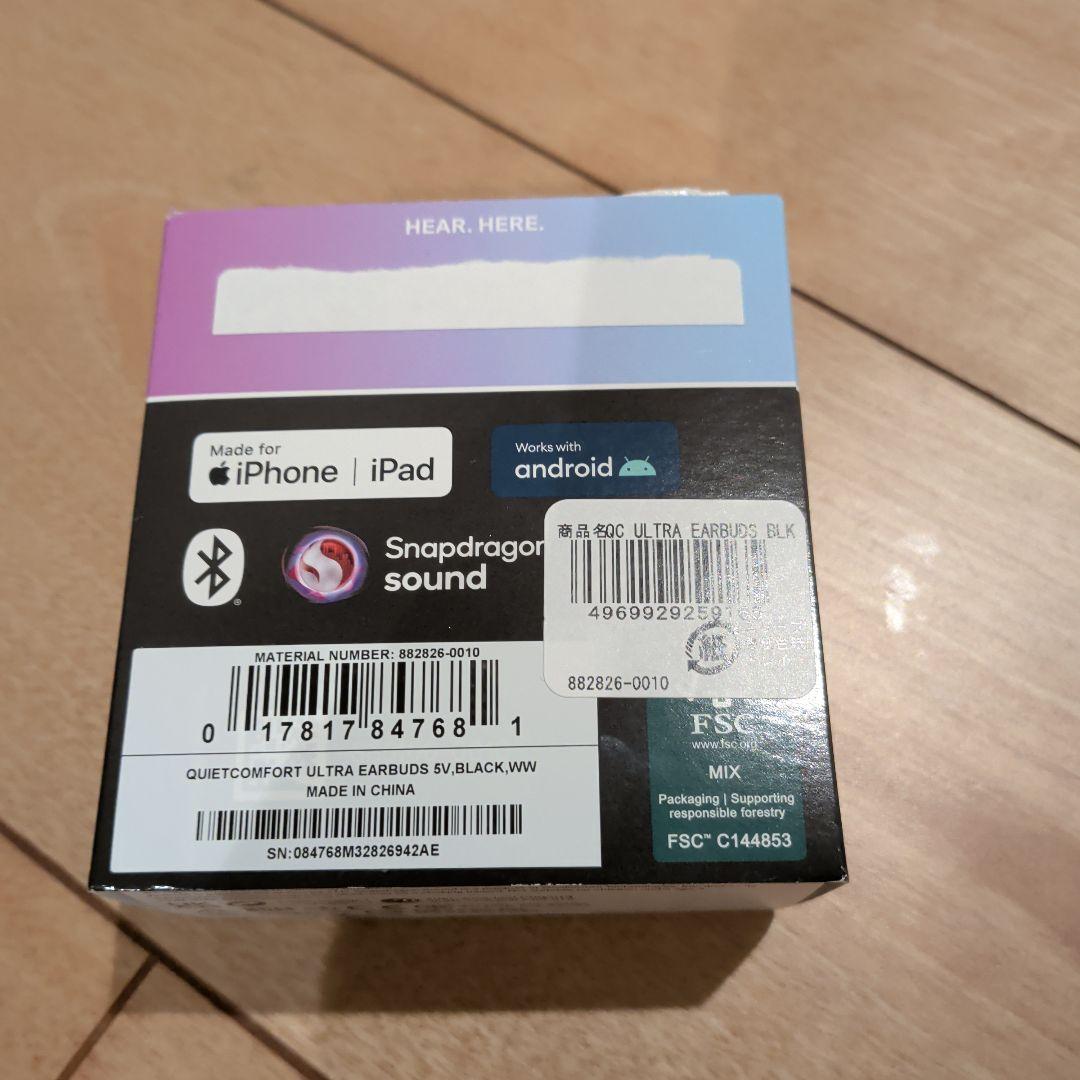 HEAR. HERE.
Made for
iPhone | iPad
Works with
android
Snapdragon
sound
商品名QC ULTRA EARBUDS BLK
4969929259
882826-0010
MATERIAL NUMBER: 882826-0010
0 17817 84768 1
QUIETCOMFORT ULTRA EARBUDS 5V,BLACK,WW
MADE IN CHINA
SN:084768M32826942AE
FSC
www.fsc.org
MIX
Packaging | Supporting
responsible forestry
FSC™ C144853